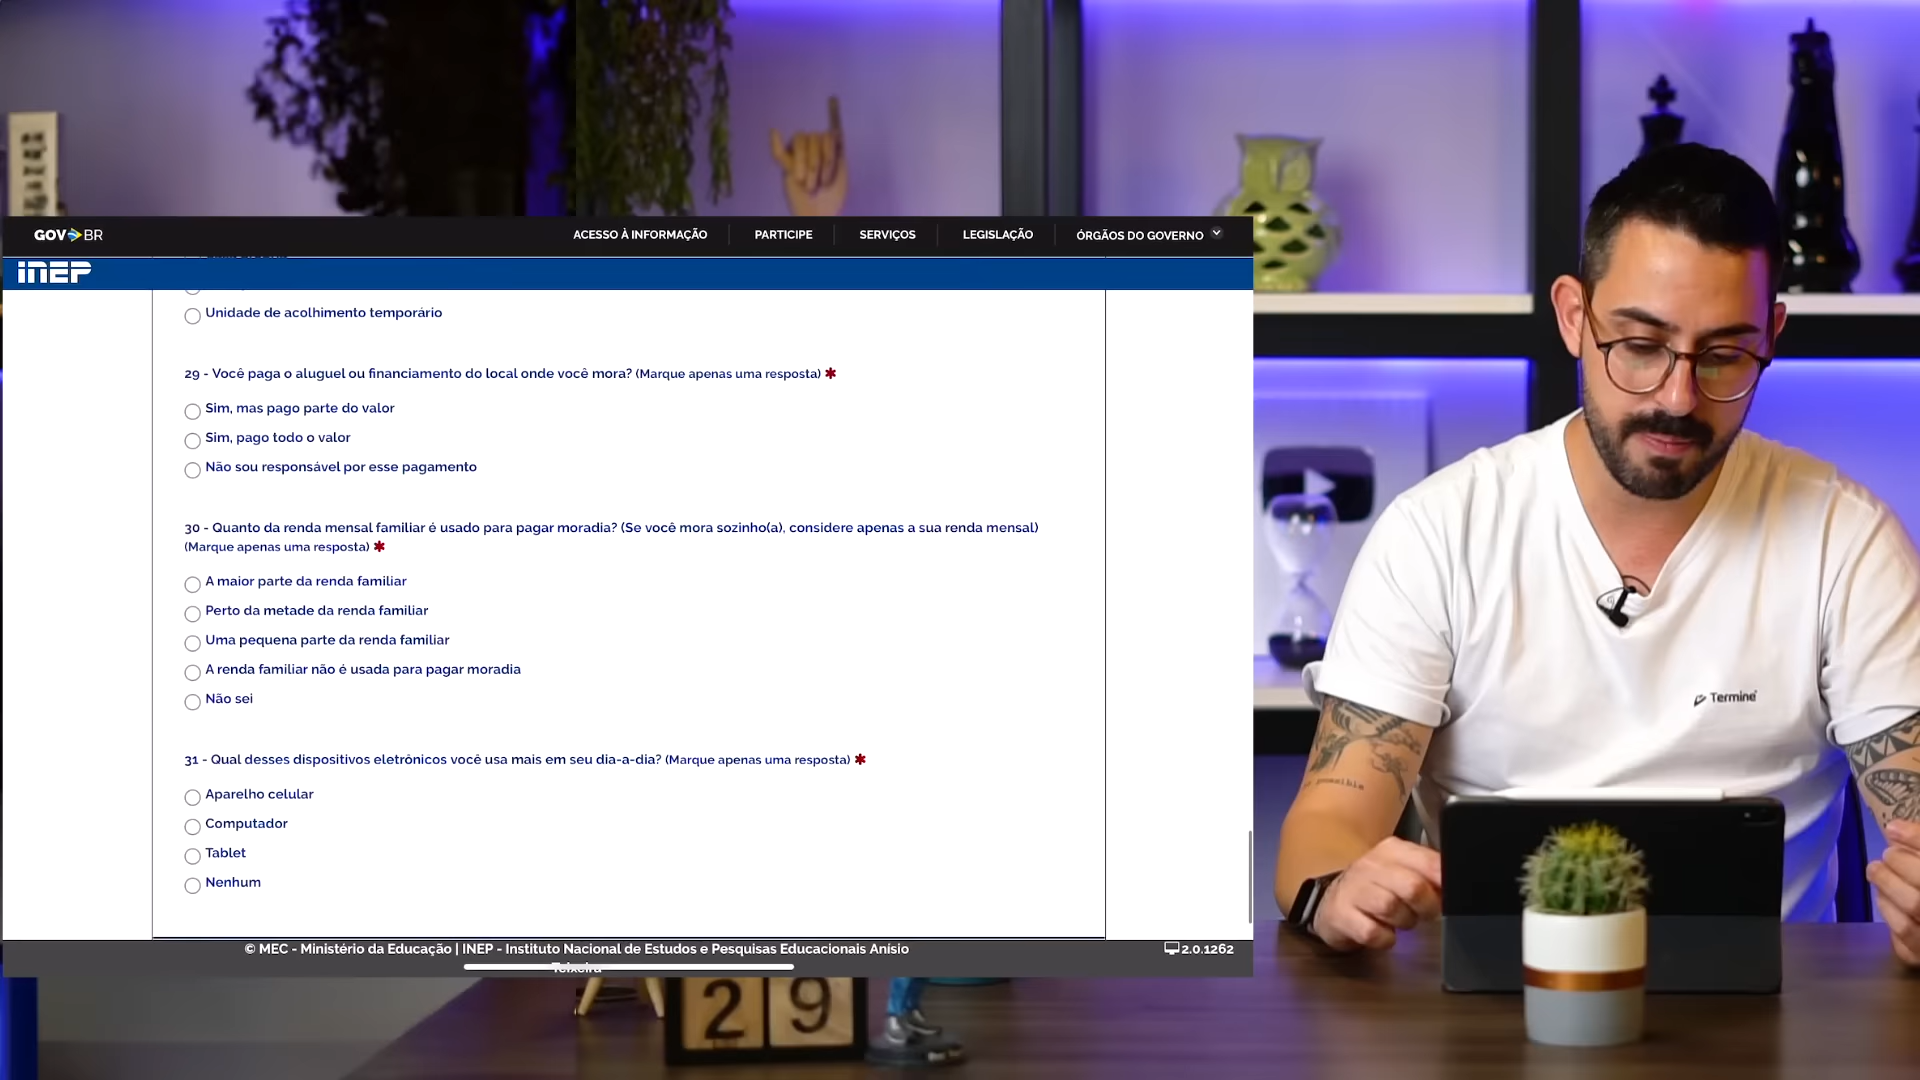 GOV BR
ACESSO À INFORMAÇÃO
PARTICIPE
SERVIÇOS
LEGISLAÇÃO
ÓRGÃOS DO GOVERNO
inep
Unidade de acolhimento temporário
29 - Você paga o aluguel ou financiamento do local onde você mora? (Marque apenas uma resposta) *
Sim, mas pago parte do valor
Sim, pago todo o valor
Não sou responsável por esse pagamento
30 - Quanto da renda mensal familiar é usado para pagar moradia? (Se você mora sozinho(a), considere apenas a sua renda mensal)
(Marque apenas uma resposta) *
A maior parte da renda familiar
Perto da metade da renda familiar
Uma pequena parte da renda familiar
A renda familiar não é usada para pagar moradia
Não sei
31 - Qual desses dispositivos eletrônicos você usa mais em seu dia-a-dia? (Marque apenas uma resposta) *
Aparelho celular
Computador
Tablet
Nenhum
© MEC - Ministério da Educação | INEP - Instituto Nacional de Estudos e Pesquisas Educacionais Anísio
Teixeira
2.0.1262
Termine
29